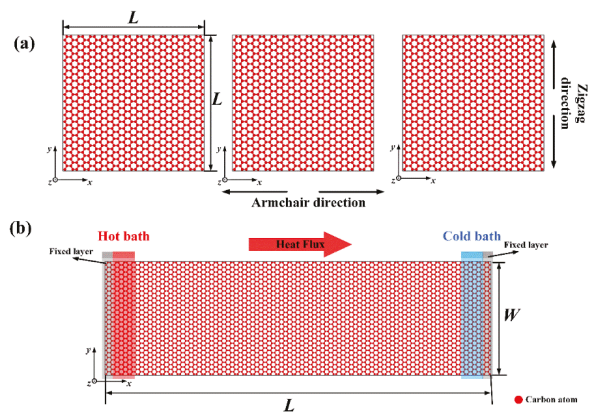 L
(a)
L
Zigzag
direction
y
z
x
y
z
x
y
z
x
Armchair direction
(b)
Hot bath
Cold bath
Fixed layer
Heat Flux
Fixed layer
W
y
z
x
L
Carbon atom